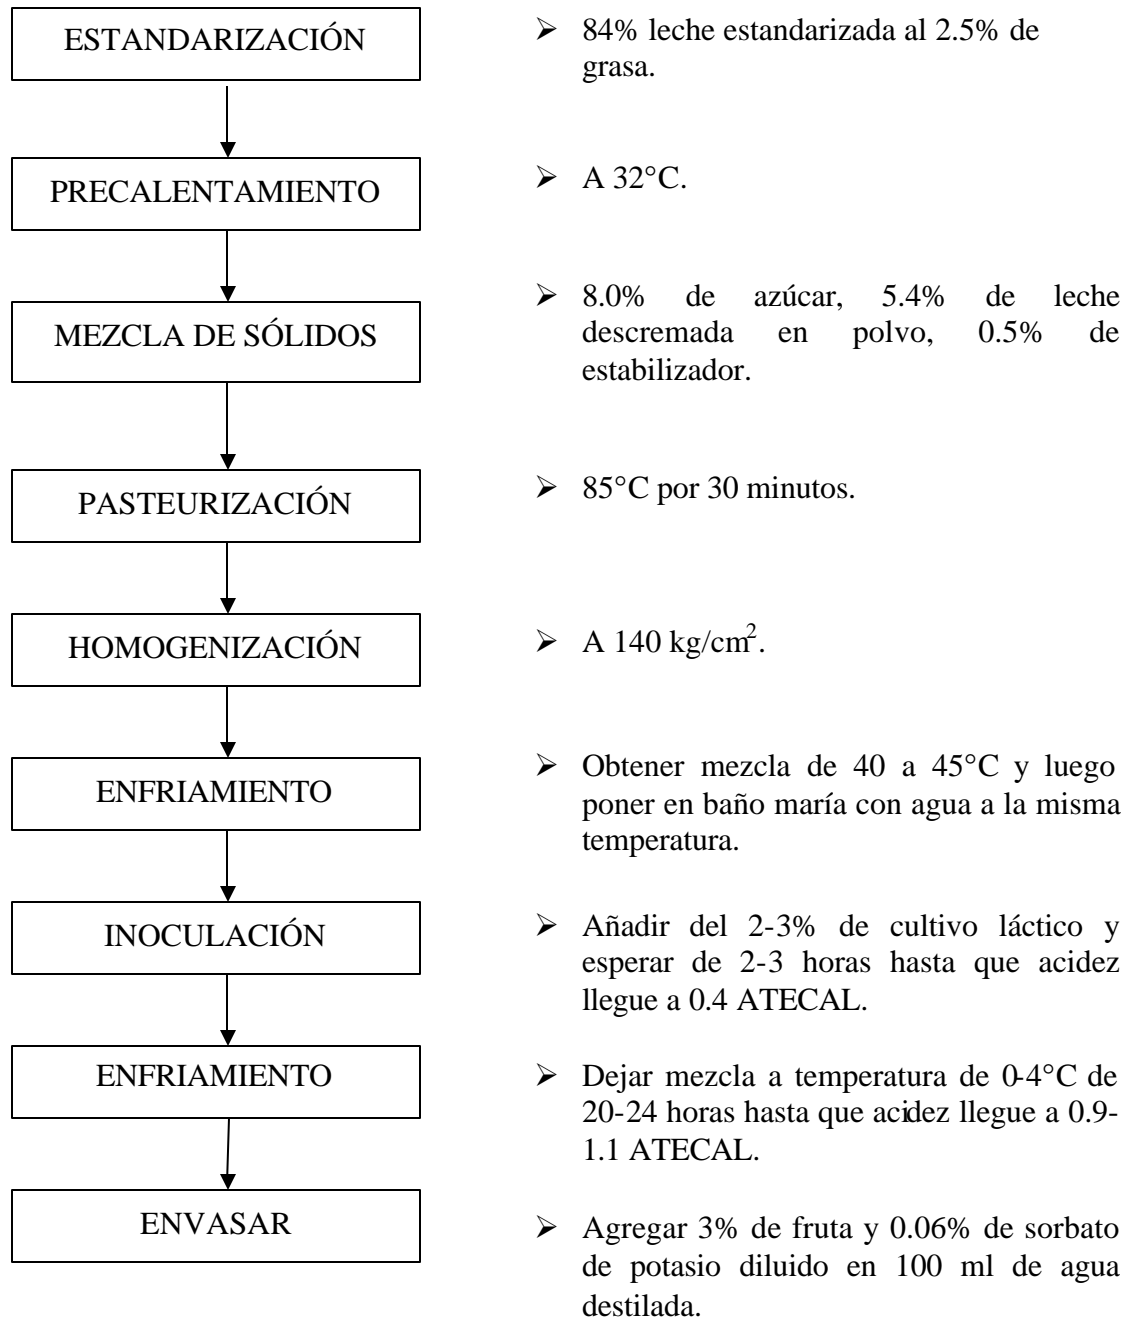 ESTANDARIZACIÓN
➢ 84% leche estandarizada al 2.5% de
grasa.
PRECALENTAMIENTO
➢ A 32°C.
MEZCLA DE SÓLIDOS
➢ 8.0% de azúcar, 5.4% de leche
descremada en polvo, 0.5% de
estabilizador.
PASTEURIZACIÓN
➢ 85°C por 30 minutos.
HOMOGENIZACIÓN
➢ A 140 kg/cm².
ENFRIAMIENTO
➢ Obtener mezcla de 40 a 45°C y luego
poner en baño maría con agua a la misma
temperatura.
INOCULACIÓN
➢ Añadir del 2-3% de cultivo láctico y
esperar de 2-3 horas hasta que acidez
llegue a 0.4 ATECAL.
ENFRIAMIENTO
➢ Dejar mezcla a temperatura de 0-4°C de
20-24 horas hasta que acidez llegue a 0.9-
1.1 ATECAL.
ENVASAR
➢ Agregar 3% de fruta y 0.06% de sorbato
de potasio diluido en 100 ml de agua
destilada.